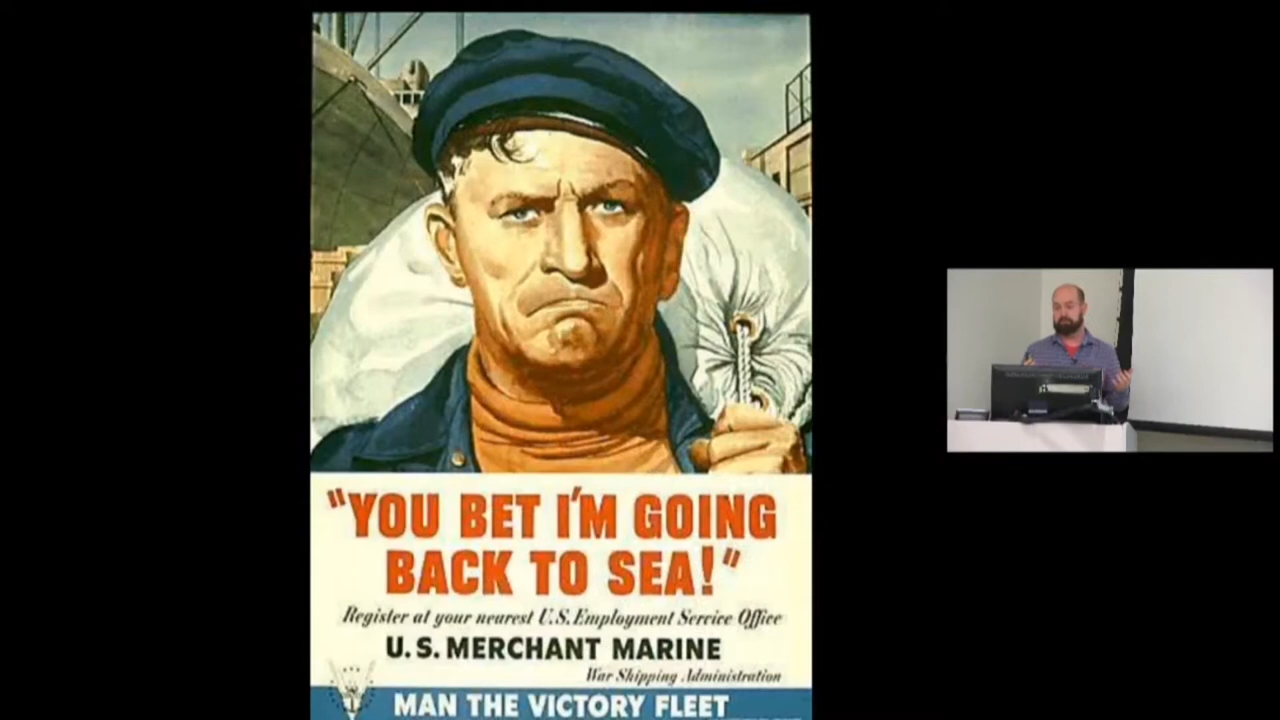 "YOU BET I'M GOING
BACK TO SEA!"
Register at your nearest U.S. Employment Service Office
U.S. MERCHANT MARINE
War Shipping Administration
MAN THE VICTORY FLEET